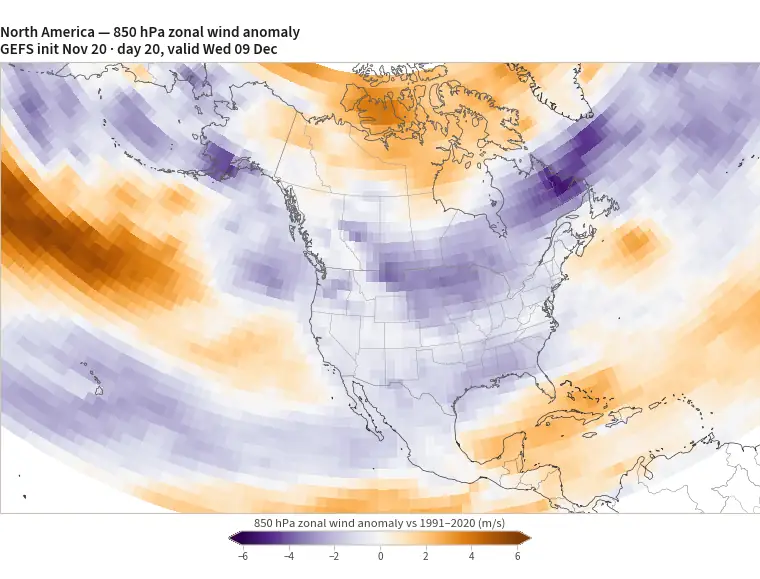 North America — 850 hPa zonal wind anomaly
GEFS init Nov 20 · day 20, valid Wed 09 Dec
850 hPa zonal wind anomaly vs 1991–2020 (m/s)
−6 −4 −2 0 2 4 6